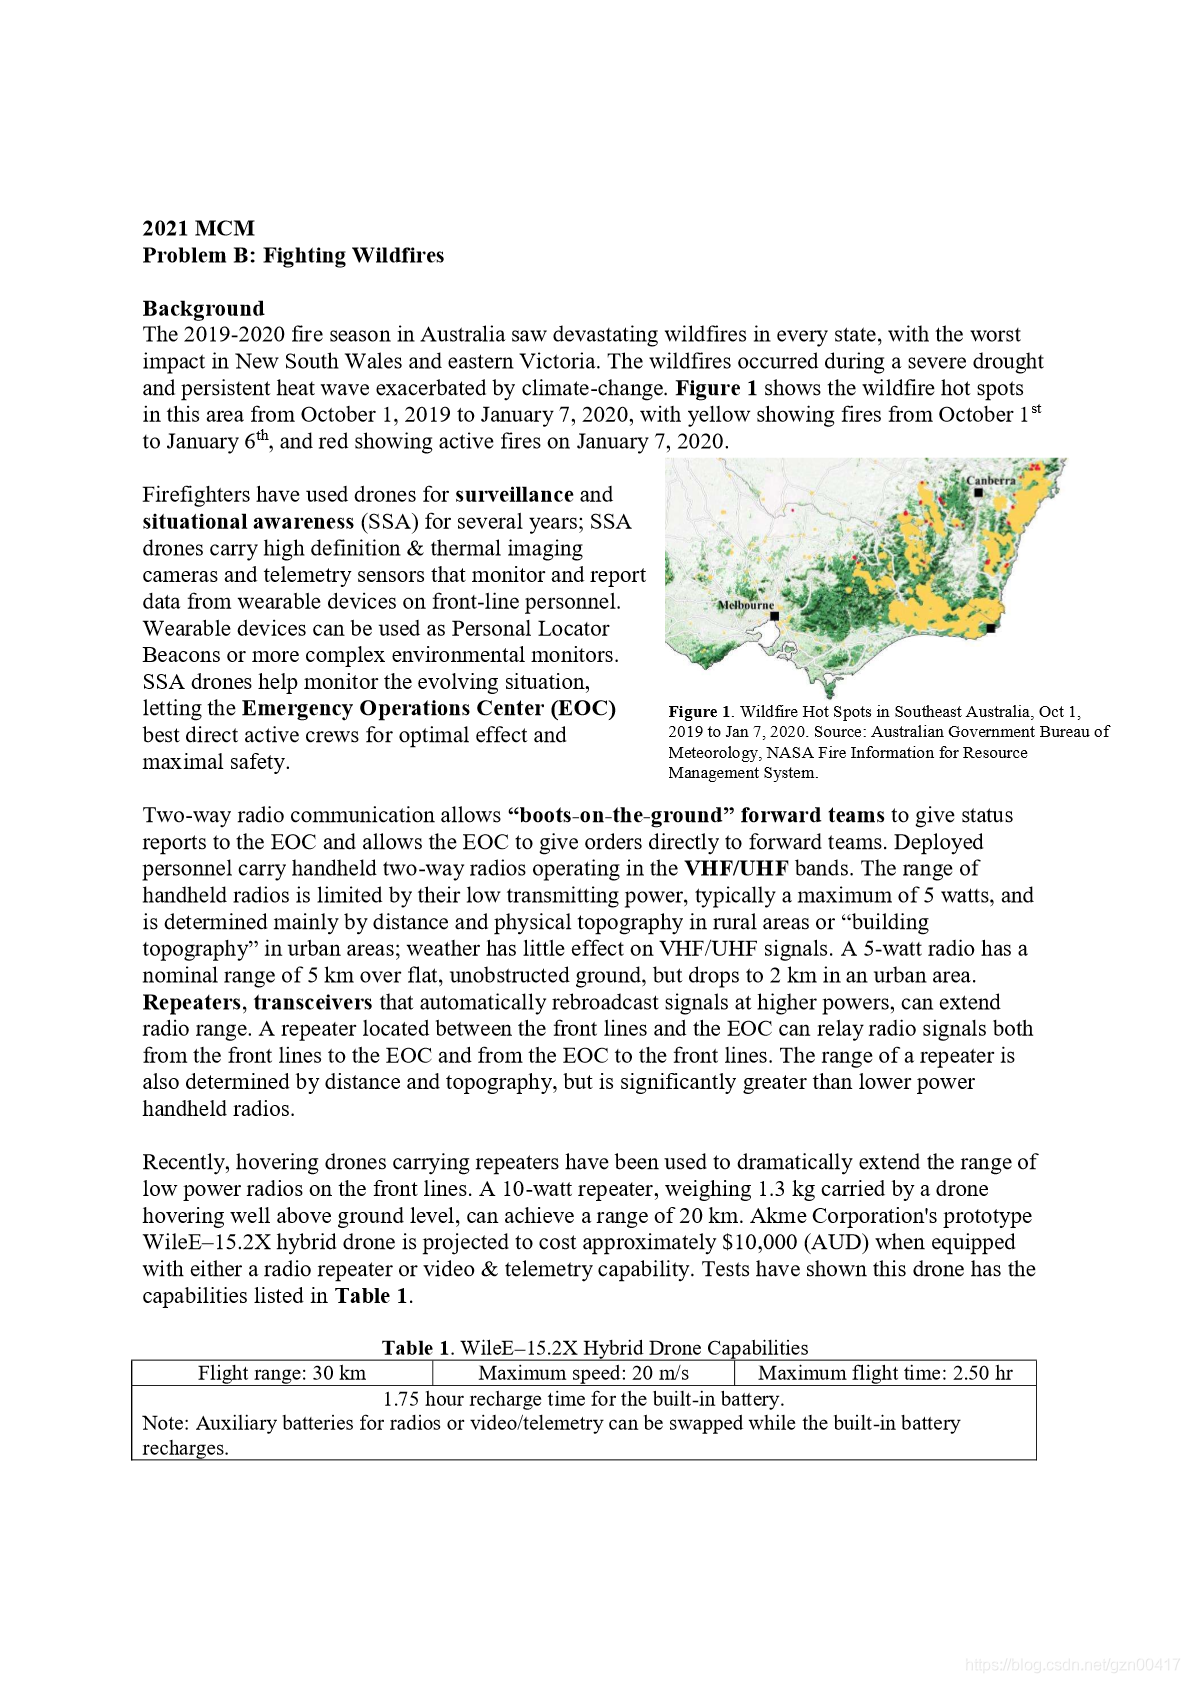 2021 MCM
Problem B: Fighting Wildfires
Background
The 2019-2020 fire season in Australia saw devastating wildfires in every state, with the worst
impact in New South Wales and eastern Victoria. The wildfires occurred during a severe drought
and persistent heat wave exacerbated by climate-change. Figure 1 shows the wildfire hot spots
in this area from October 1, 2019 to January 7, 2020, with yellow showing fires from October 1st
to January 6th, and red showing active fires on January 7, 2020.
Firefighters have used drones for surveillance and
situational awareness (SSA) for several years; SSA
drones carry high definition & thermal imaging
cameras and telemetry sensors that monitor and report
data from wearable devices on front-line personnel.
Wearable devices can be used as Personal Locator
Beacons or more complex environmental monitors.
SSA drones help monitor the evolving situation,
letting the Emergency Operations Center (EOC)
best direct active crews for optimal effect and
maximal safety.
Canberra
Melbourne
Figure 1. Wildfire Hot Spots in Southeast Australia, Oct 1,
2019 to Jan 7, 2020. Source: Australian Government Bureau of
Meteorology, NASA Fire Information for Resource
Management System.
Two-way radio communication allows “boots-on-the-ground” forward teams to give status
reports to the EOC and allows the EOC to give orders directly to forward teams. Deployed
personnel carry handheld two-way radios operating in the VHF/UHF bands. The range of
handheld radios is limited by their low transmitting power, typically a maximum of 5 watts, and
is determined mainly by distance and physical topography in rural areas or “building
topography” in urban areas; weather has little effect on VHF/UHF signals. A 5-watt radio has a
nominal range of 5 km over flat, unobstructed ground, but drops to 2 km in an urban area.
Repeaters, transceivers that automatically rebroadcast signals at higher powers, can extend
radio range. A repeater located between the front lines and the EOC can relay radio signals both
from the front lines to the EOC and from the EOC to the front lines. The range of a repeater is
also determined by distance and topography, but is significantly greater than lower power
handheld radios.
Recently, hovering drones carrying repeaters have been used to dramatically extend the range of
low power radios on the front lines. A 10-watt repeater, weighing 1.3 kg carried by a drone
hovering well above ground level, can achieve a range of 20 km. Akme Corporation's prototype
WileE–15.2X hybrid drone is projected to cost approximately $10,000 (AUD) when equipped
with either a radio repeater or video & telemetry capability. Tests have shown this drone has the
capabilities listed in Table 1.
Table 1. WileE–15.2X Hybrid Drone Capabilities
Flight range: 30 km Maximum speed: 20 m/s Maximum flight time: 2.50 hr
1.75 hour recharge time for the built-in battery.
Note: Auxiliary batteries for radios or video/telemetry can be swapped while the built-in battery
recharges.
https://blog.csdn.net/gzn00417